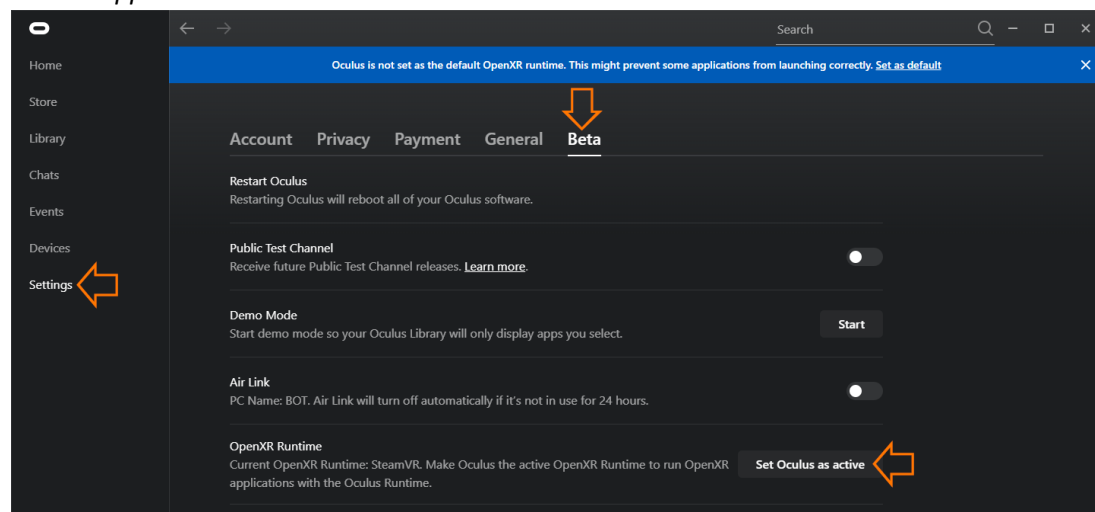 Search
Home
Oculus is not set as the default OpenXR runtime. This might prevent some applications from launching correctly. Set as default
Store
Library
Account Privacy Payment General Beta
Chats
Restart Oculus
Restarting Oculus will reboot all of your Oculus software.
Events
Devices
Public Test Channel
Receive future Public Test Channel releases. Learn more.
Settings
Demo Mode
Start demo mode so your Oculus Library will only display apps you select.
Start
Air Link
PC Name: BOT. Air Link will turn off automatically if it's not in use for 24 hours.
OpenXR Runtime
Current OpenXR Runtime: SteamVR. Make Oculus the active OpenXR Runtime to run OpenXR
applications with the Oculus Runtime.
Set Oculus as active